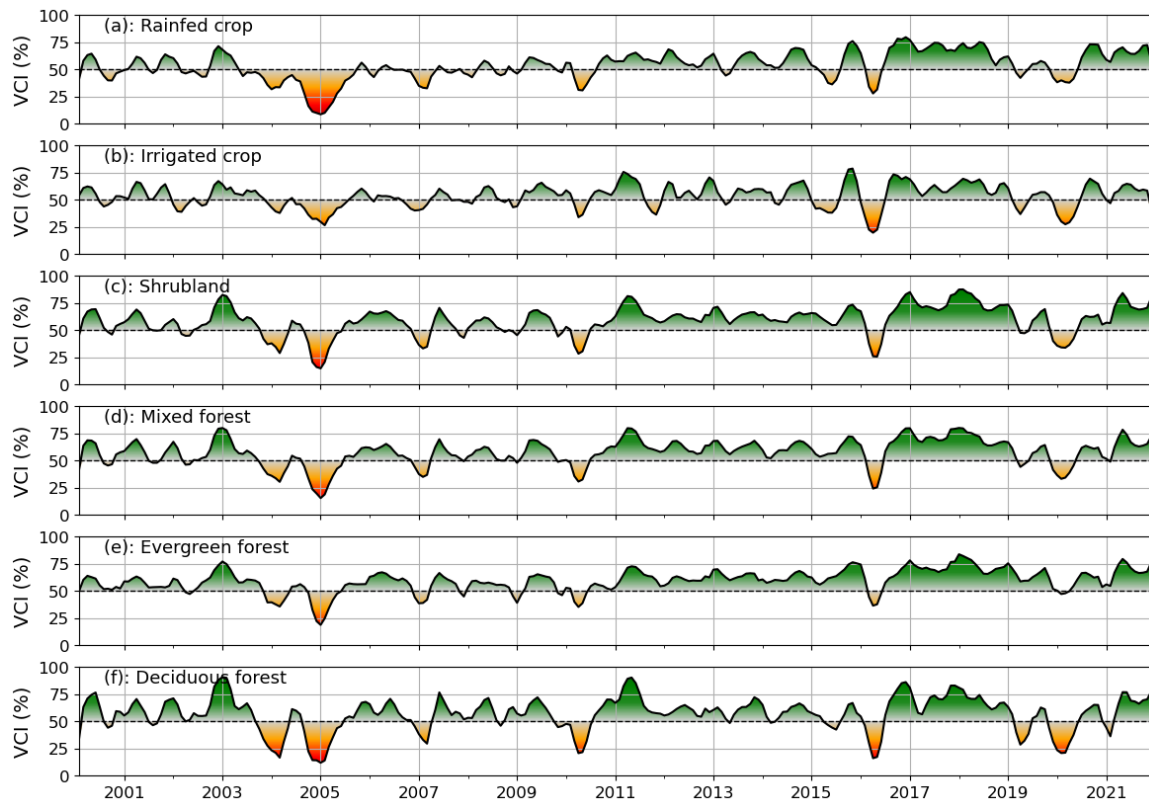 (a): Rainfed crop
VCI (%)
100
75
50
25
0
(b): Irrigated crop
VCI (%)
100
75
50
25
0
(c): Shrubland
VCI (%)
100
75
50
25
0
(d): Mixed forest
VCI (%)
100
75
50
25
0
(e): Evergreen forest
VCI (%)
100
75
50
25
0
(f): Deciduous forest
VCI (%)
100
75
50
25
0
2001 2003 2005 2007 2009 2011 2013 2015 2017 2019 2021